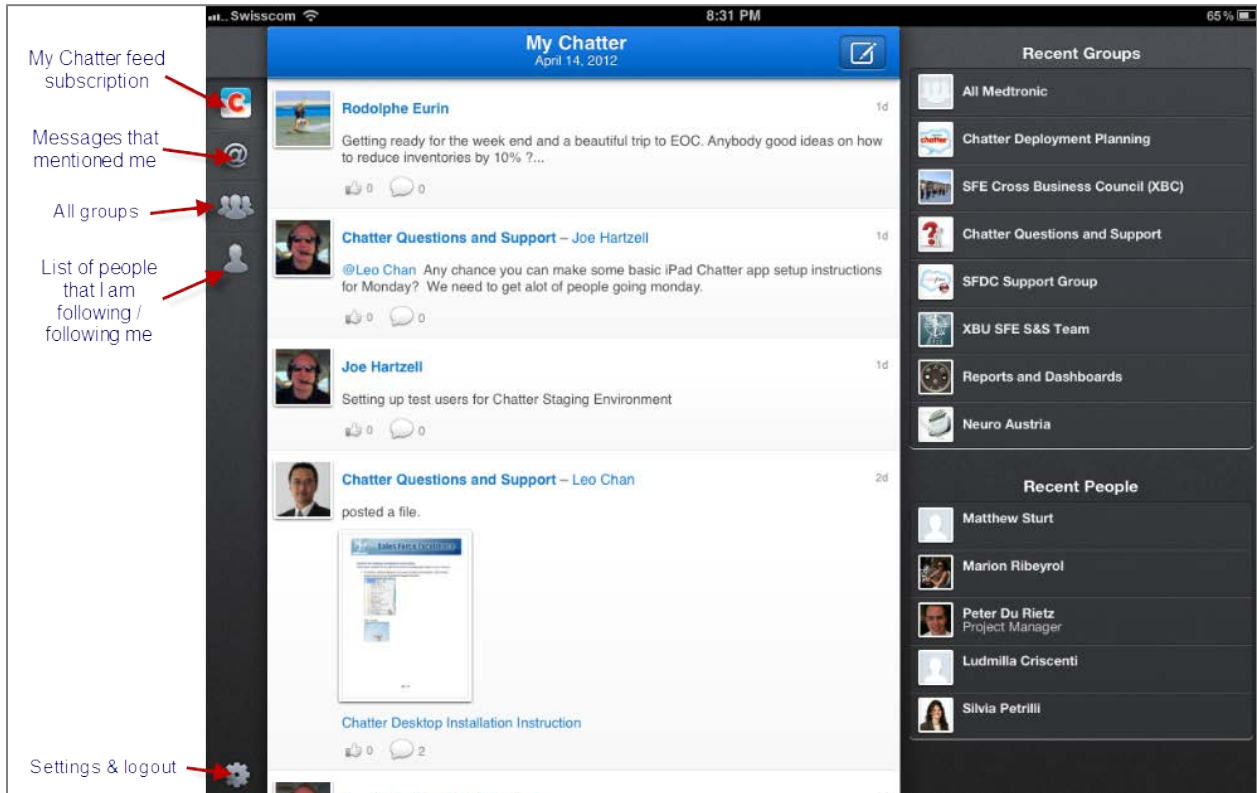 Swisscom
8:31 PM
65 %
My Chatter feed
subscription
Messages that
mentioned me
All groups
List of people
that I am
following /
following me
Settings & logout
My Chatter
April 14, 2012
Rodolphe Eurin
1d
Getting ready for the week end and a beautiful trip to EOC. Anybody good ideas on how
to reduce inventories by 10% ?...
0 0
Chatter Questions and Support – Joe Hartzell
1d
@Leo Chan Any chance you can make some basic iPad Chatter app setup instructions
for Monday? We need to get alot of people going monday.
0 0
Joe Hartzell
1d
Setting up test users for Chatter Staging Environment
0 0
Chatter Questions and Support – Leo Chan
2d
posted a file.
Sales Force Excellence
Chatter Desktop Installation Instruction
0 2
Recent Groups
All Medtronic
Chatter Deployment Planning
SFE Cross Business Council (XBC)
Chatter Questions and Support
SFDC Support Group
XBU SFE S&S Team
Reports and Dashboards
Neuro Austria
Recent People
Matthew Sturt
Marion Ribeyrol
Peter Du Rietz
Project Manager
Ludmilla Criscenti
Silvia Petrilli